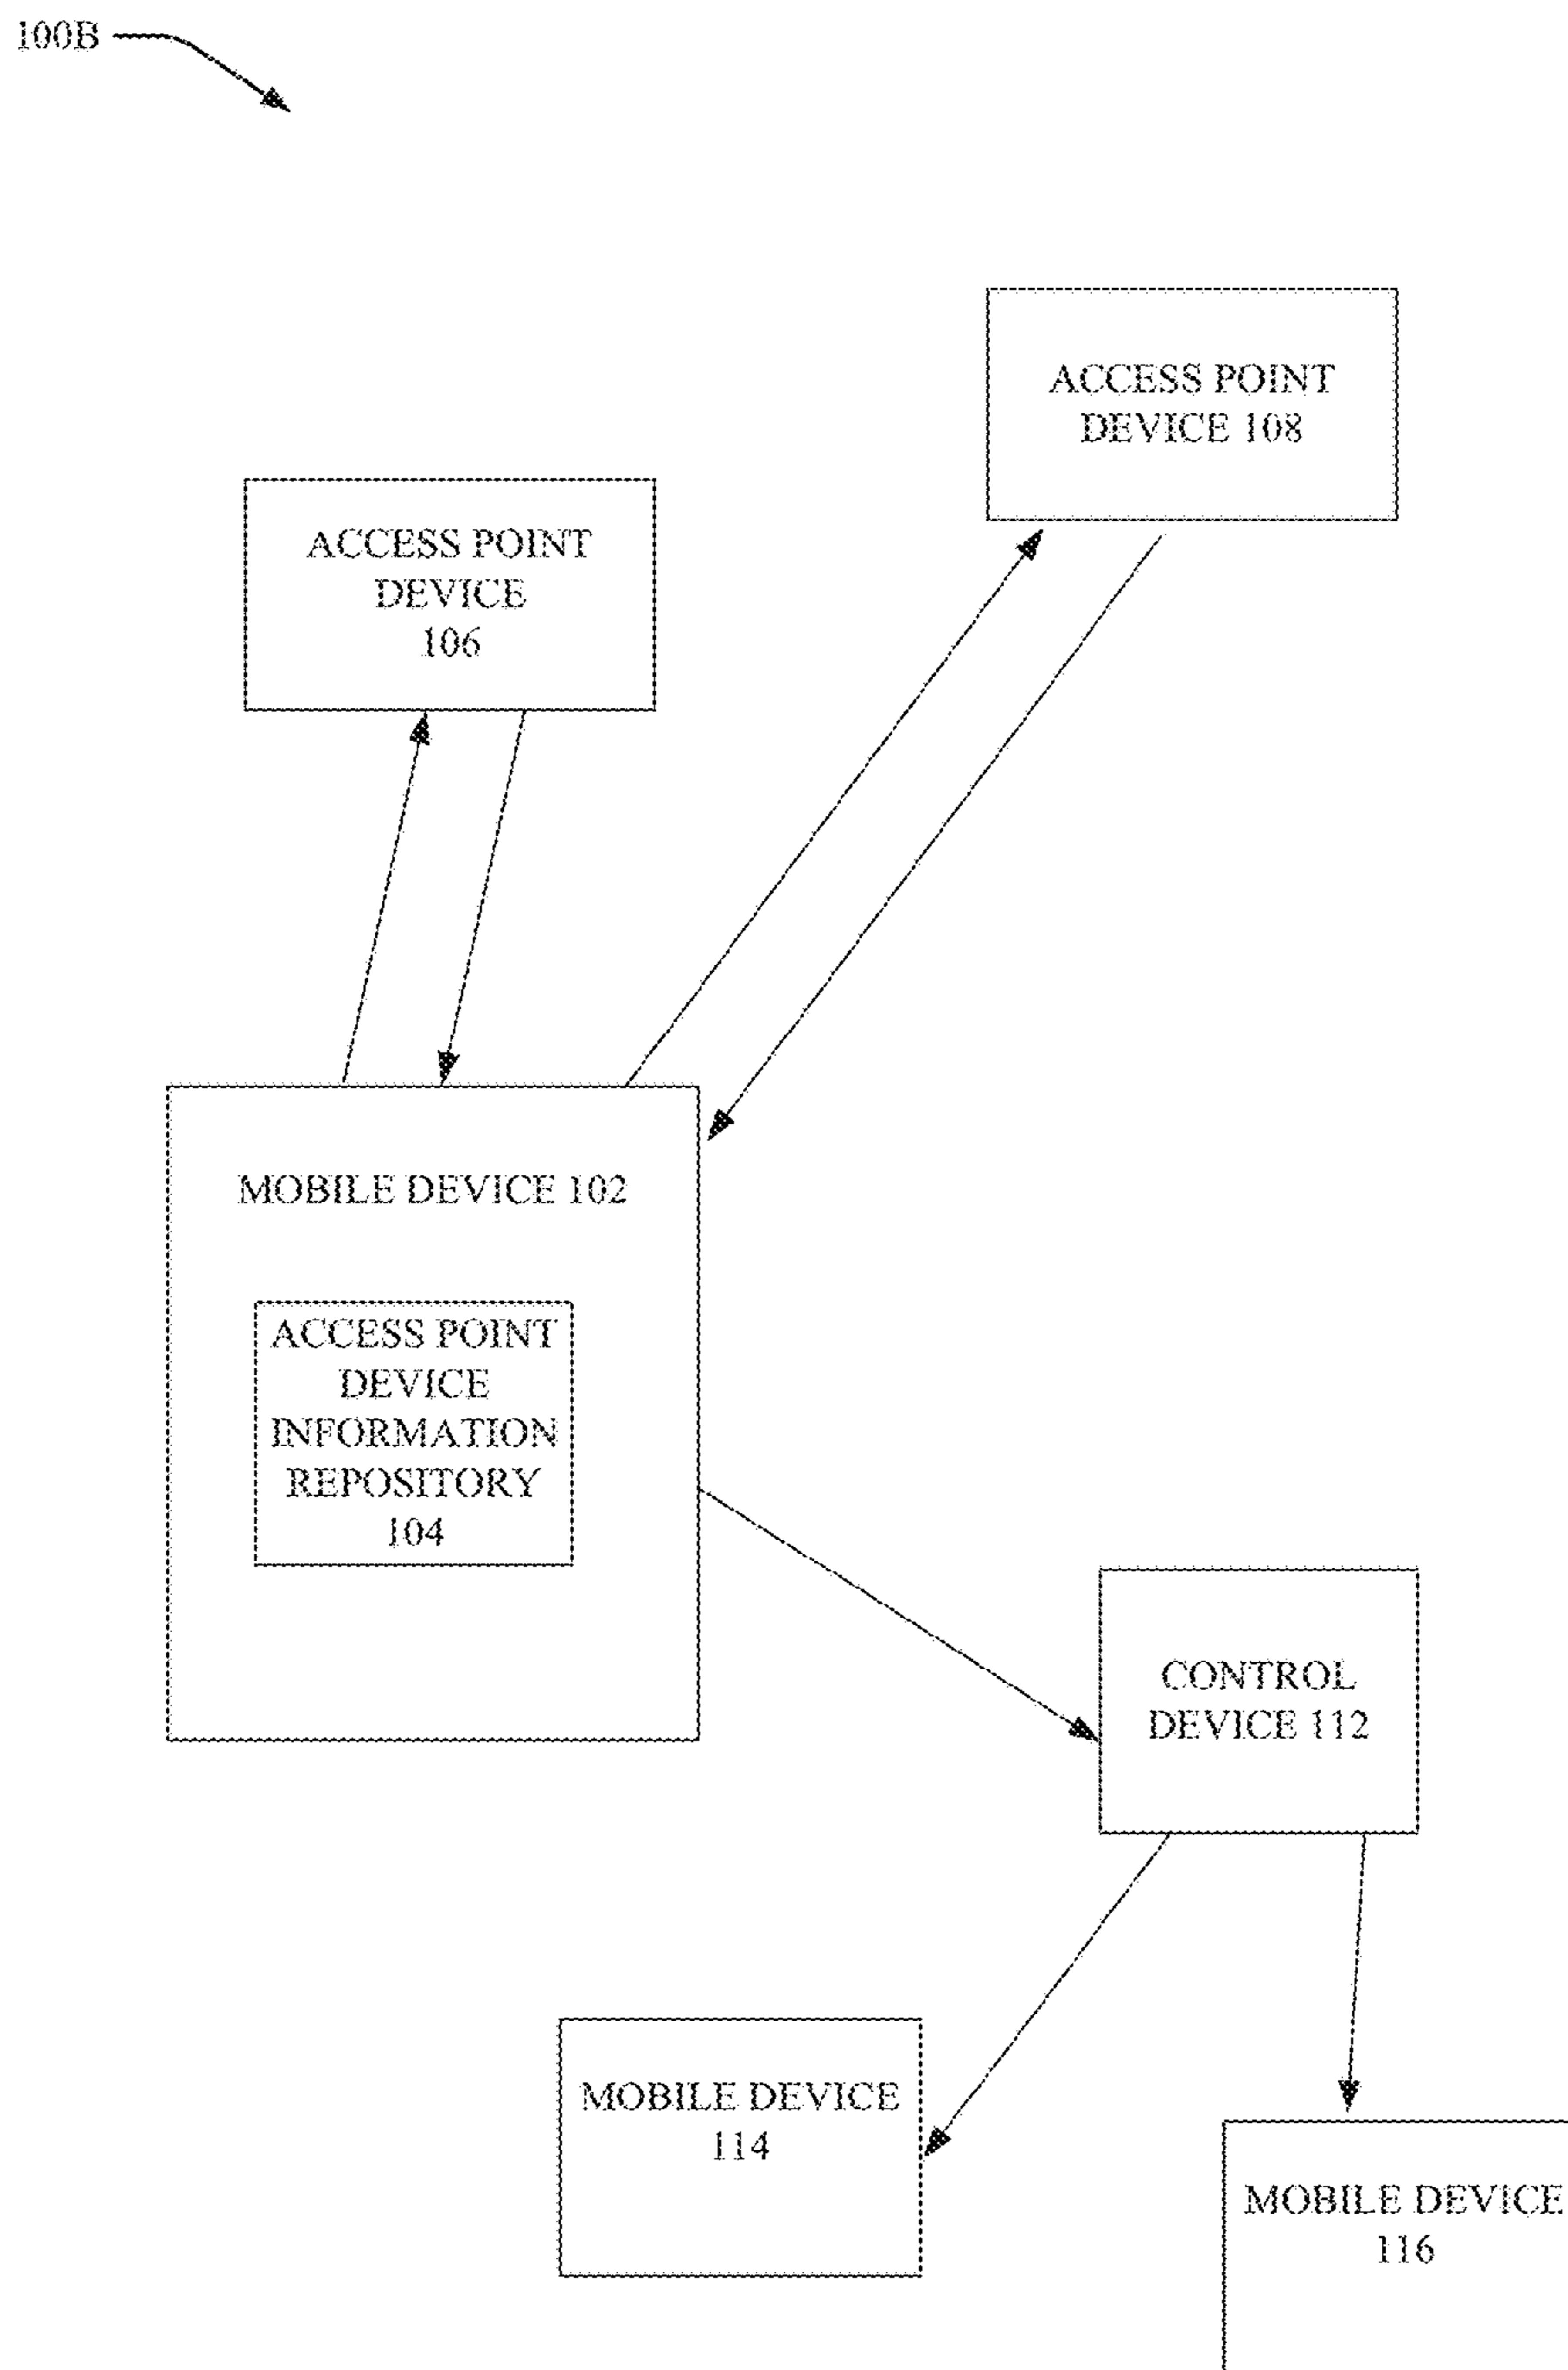 100B
ACCESS POINT
DEVICE 108
ACCESS POINT
DEVICE
106
MOBILE DEVICE 102
ACCESS POINT
DEVICE
INFORMATION
REPOSITORY
104
CONTROL
DEVICE 112
MOBILE DEVICE
114
MOBILE DEVICE
116